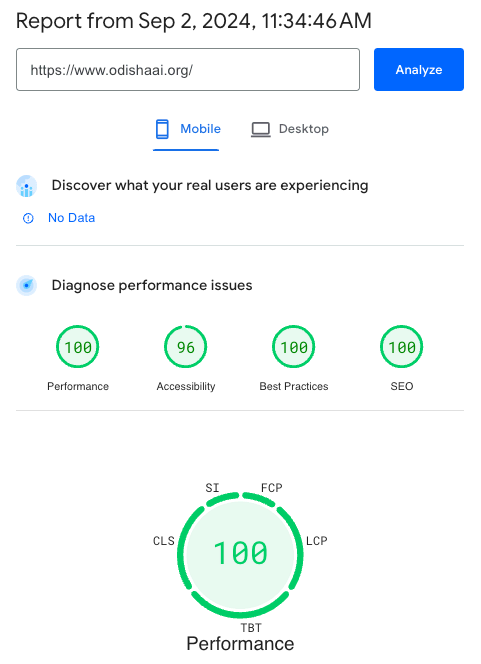 Report from Sep 2, 2024, 11:34:46 AM
https://www.odishaai.org/
Analyze
Mobile
Desktop
Discover what your real users are experiencing
No Data
Diagnose performance issues
100
96
100
100
Performance
Accessibility
Best Practices
SEO
SI
FCP
CLS
100
LCP
TBT
Performance